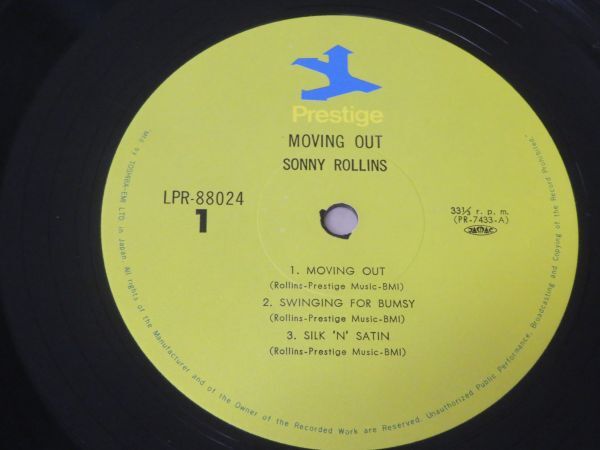 Prestige
MOVING OUT
SONNY ROLLINS
LPR-88024
1
33⅓ r. p. m.
(PR-7433-A)
1. MOVING OUT
(Rollins-Prestige Music-BMI)
2. SWINGING FOR BUMSY
(Rollins-Prestige Music-BMI)
3. SILK 'N' SATIN
(Rollins-Prestige Music-BMI)
"Mfd by TOSHIBA-EMI LTD. in Japan. All rights of the Manufacturer and of the Owner of the Recorded Work are Reserved. Unauthorized Public Performance, Broadcasting and Copying of the Record Prohibited."